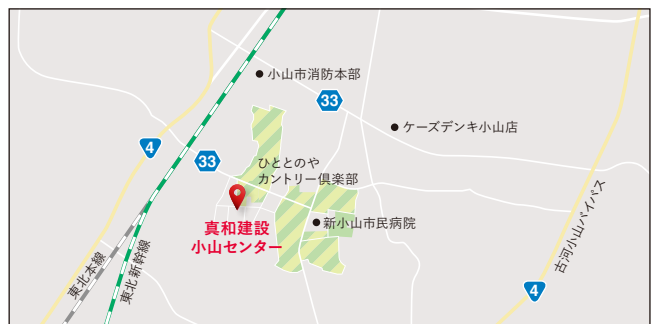 小山市消防本部
33
ケーズデンキ小山店
4
33
ひととのや
カントリー倶楽部
新小山市民病院
真和建設
小山センター
古河小山バイパス
東北本線
東北新幹線
4